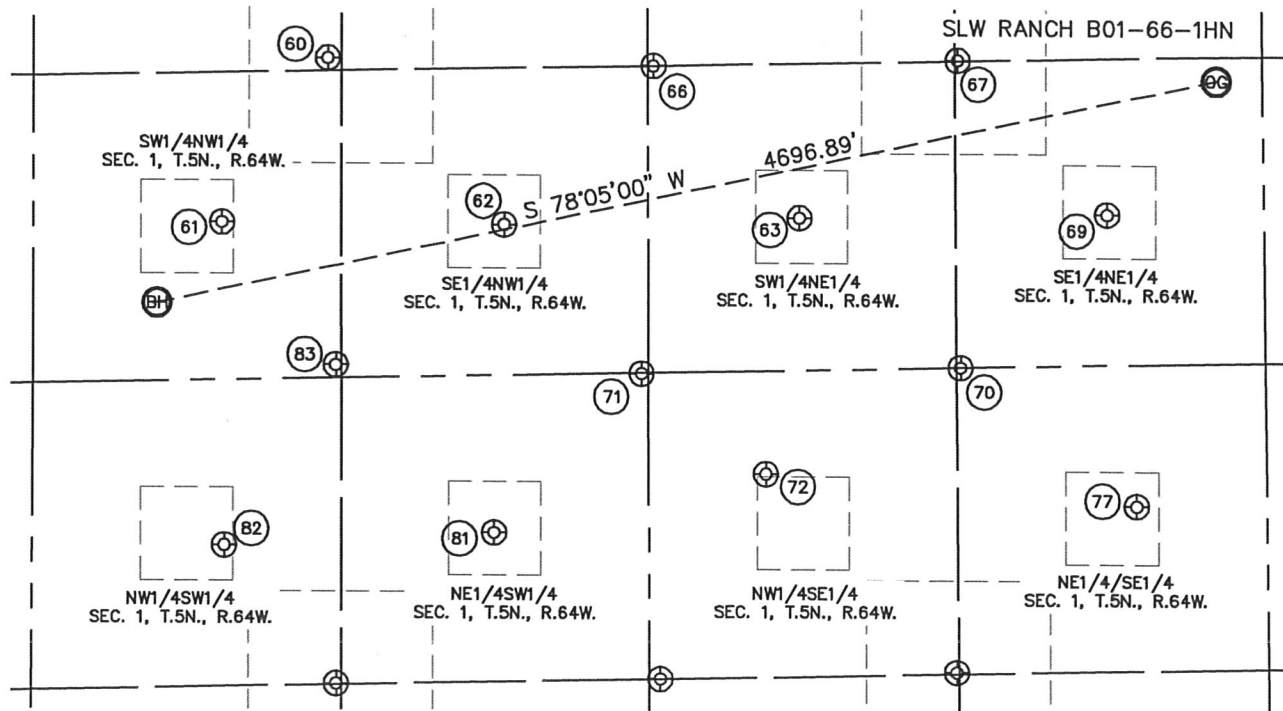 SLW RANCH B01-66-1HN
60
66
67
OG
SW1/4NW1/4
SEC. 1, T.5N., R.64W.
4696.89'
S 78°05'00" W
61
62
63
69
BH
SE1/4NW1/4
SEC. 1, T.5N., R.64W.
SW1/4NE1/4
SEC. 1, T.5N., R.64W.
SE1/4NE1/4
SEC. 1, T.5N., R.64W.
83
71
70
82
81
72
77
NW1/4SW1/4
SEC. 1, T.5N., R.64W.
NE1/4SW1/4
SEC. 1, T.5N., R.64W.
NW1/4SE1/4
SEC. 1, T.5N., R.64W.
NE1/4/SE1/4
SEC. 1, T.5N., R.64W.